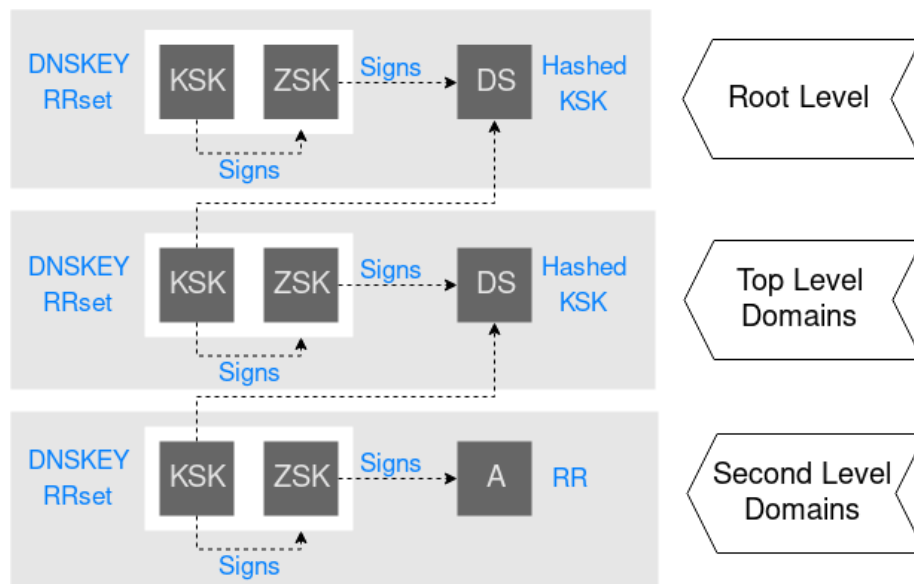 DNSKEY
RRset
KSK
ZSK
Signs
DS
Hashed
KSK
Signs
Root Level
DNSKEY
RRset
KSK
ZSK
Signs
DS
Hashed
KSK
Signs
Top Level
Domains
DNSKEY
RRset
KSK
ZSK
Signs
A
RR
Signs
Second Level
Domains